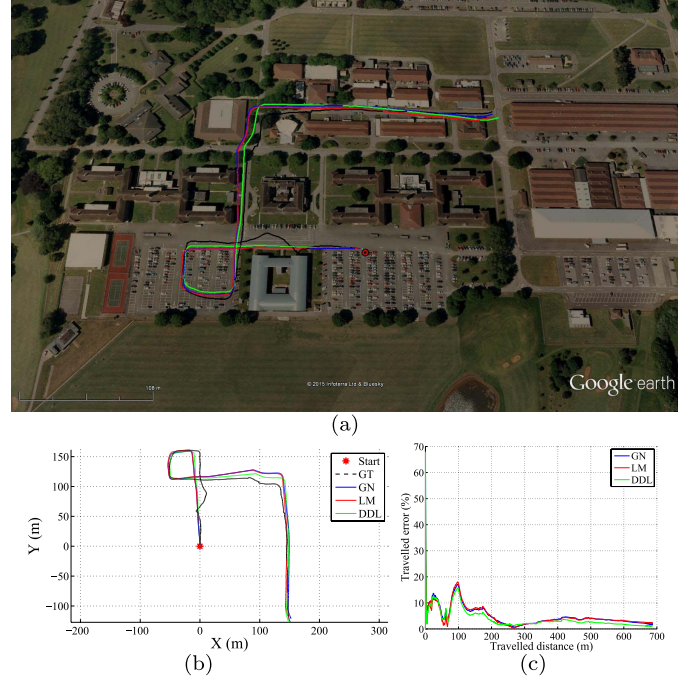 108 m
© 2015 Infoterra Ltd & Bluesky
Google earth
(a)
150
100
50
0
−50
−100
−200
−100
0
100
200
300
Y (m)
X (m)
Start
GT
GN
LM
DDL
(b)
70
60
50
40
30
20
10
0
0
100
200
300
400
500
600
700
Travelled error (%)
Travelled distance (m)
GN
LM
DDL
(c)